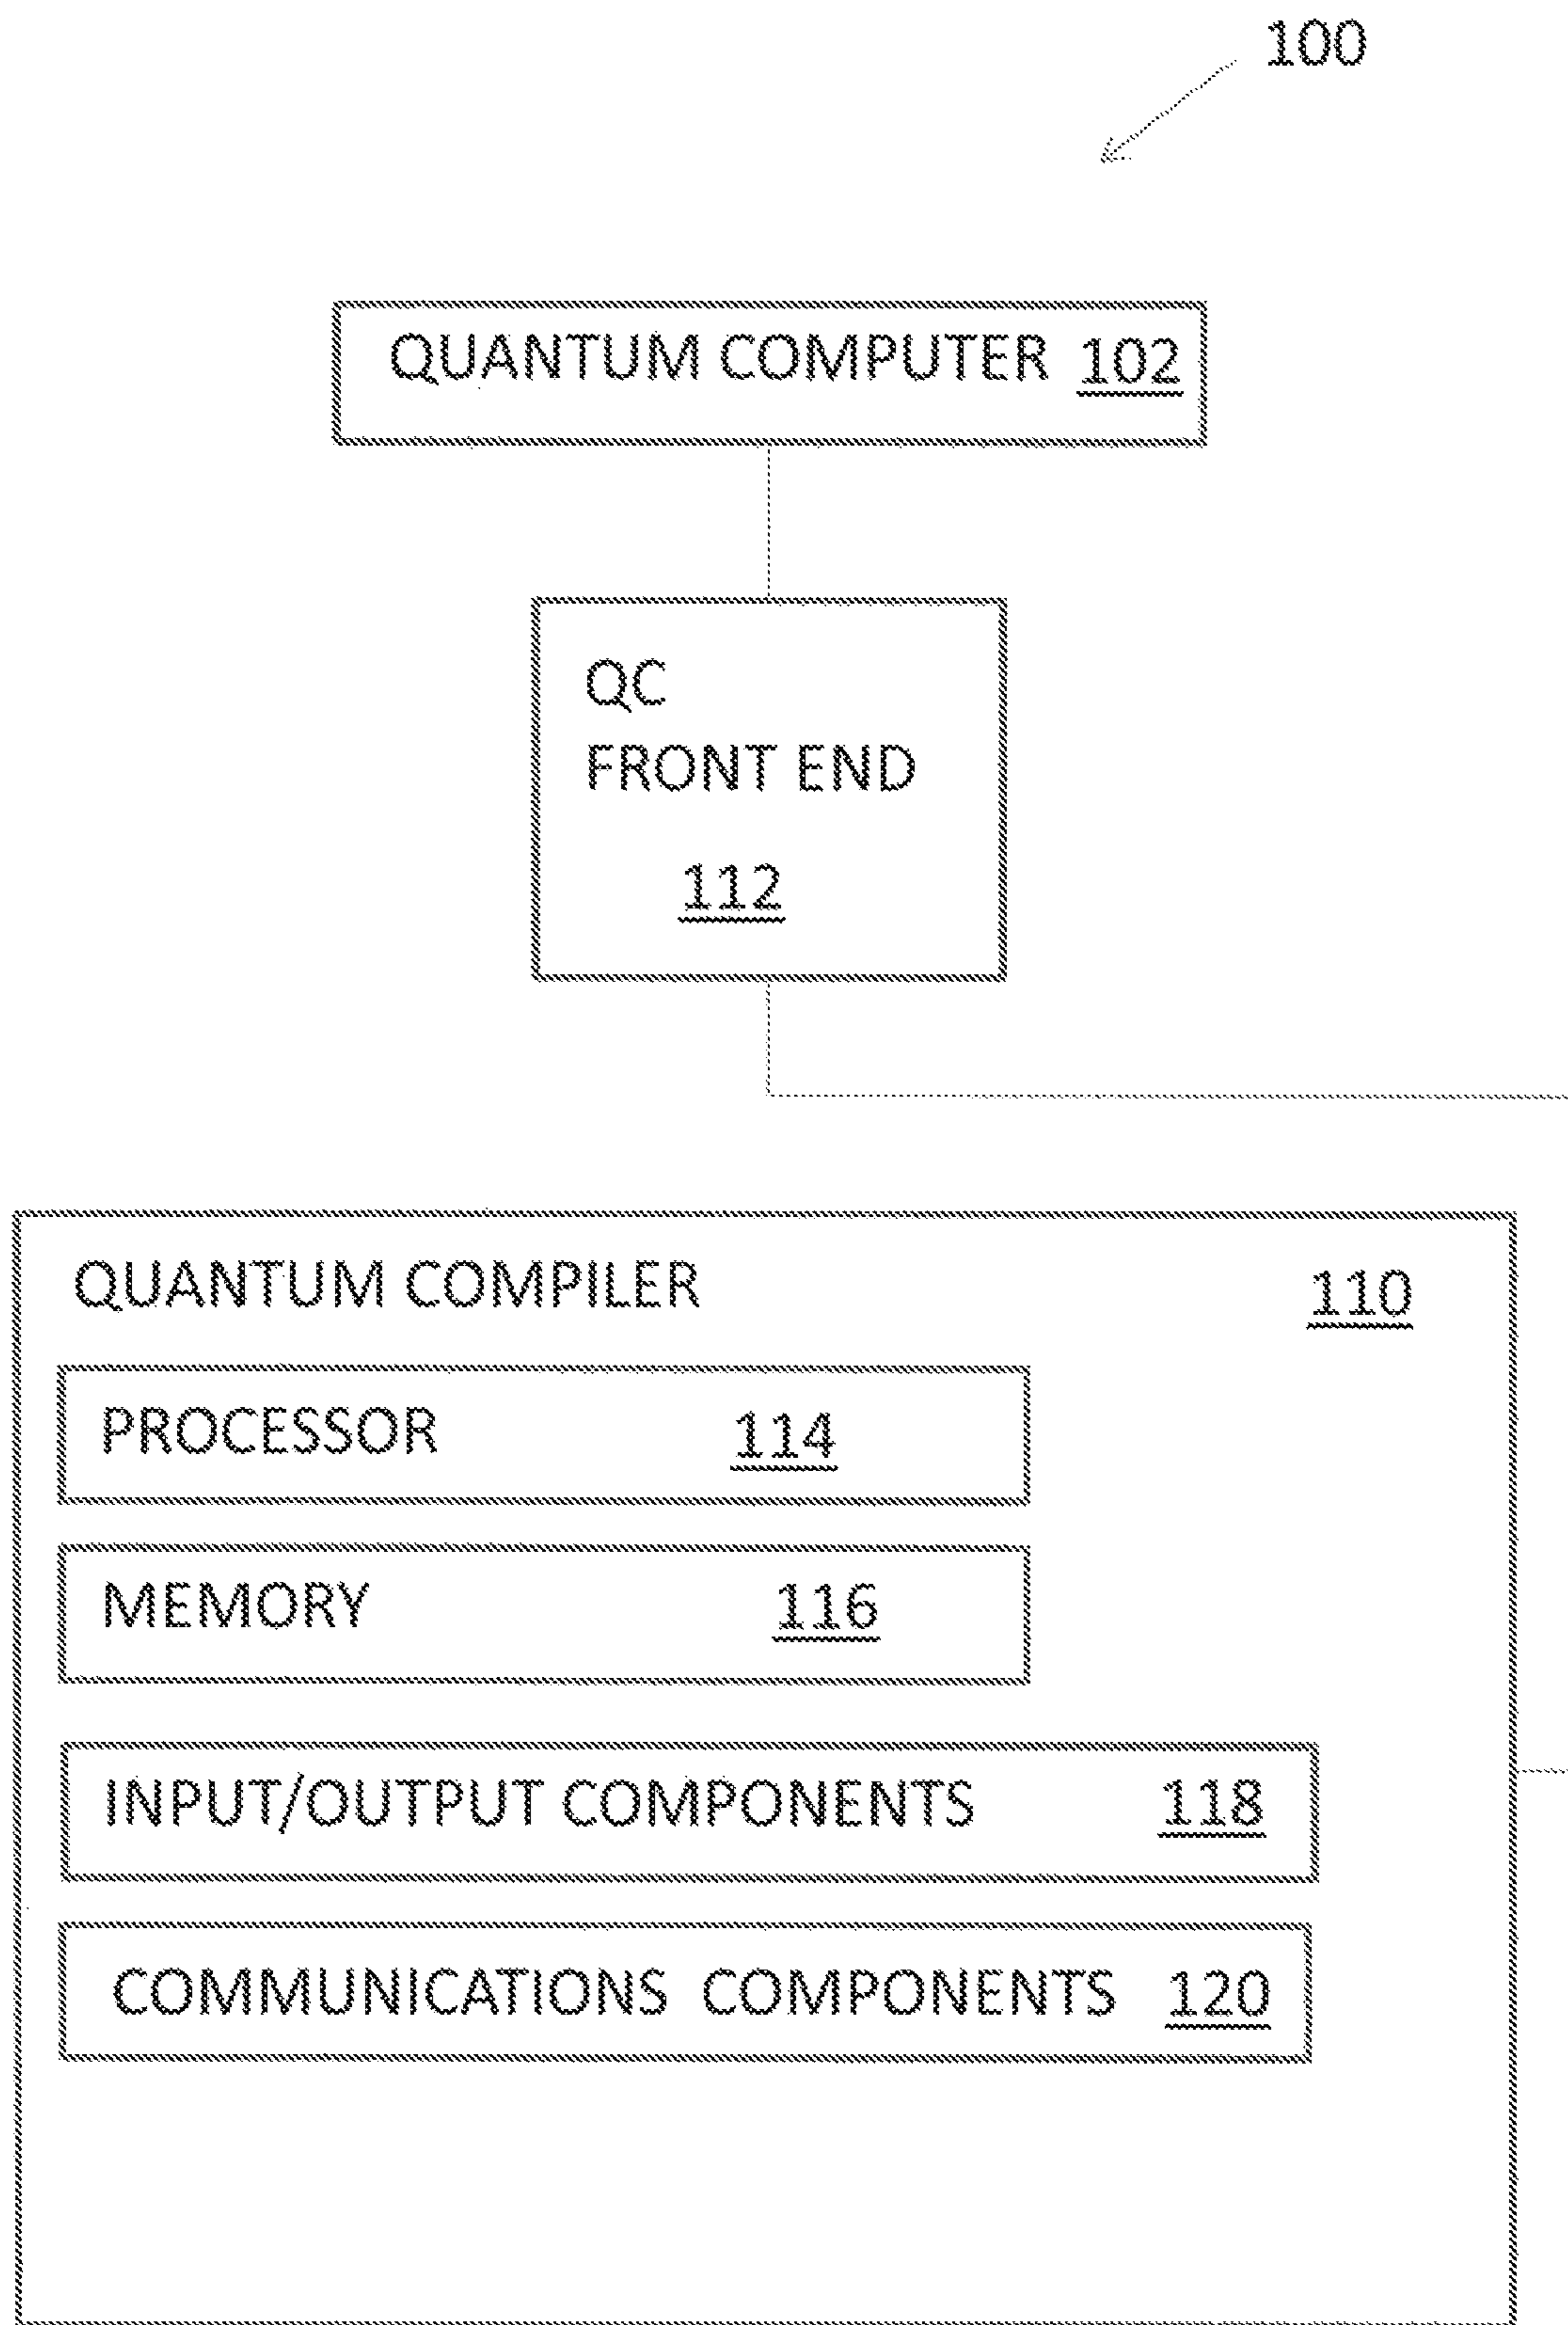 100
QUANTUM COMPUTER 102
QC
FRONT END
112
QUANTUM COMPILER 110
PROCESSOR 114
MEMORY 116
INPUT/OUTPUT COMPONENTS 118
COMMUNICATIONS COMPONENTS 120